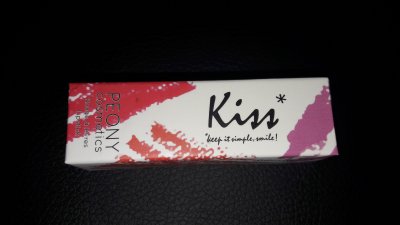 Kiss*
*keep it simple, smile!
PEONY
cosmetics